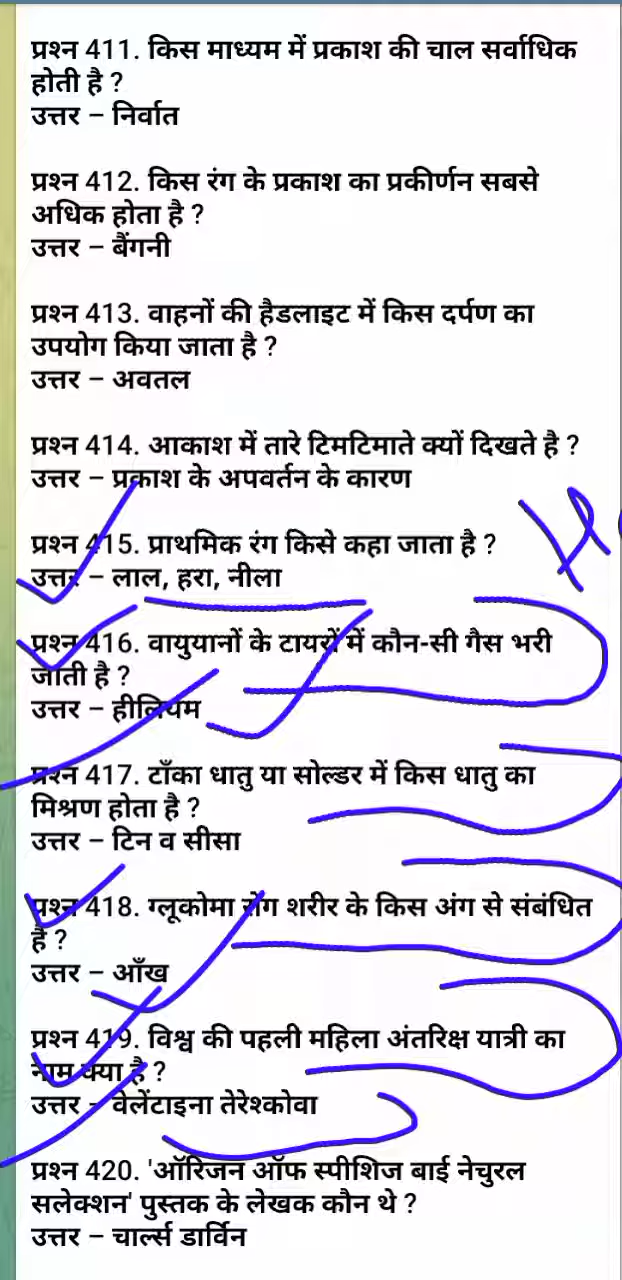 प्रश्न 411. किस माध्यम में प्रकाश की चाल सर्वाधिक
होती है ?
उत्तर – निर्वात
प्रश्न 412. किस रंग के प्रकाश का प्रकीर्णन सबसे
अधिक होता है ?
उत्तर – बैंगनी
प्रश्न 413. वाहनों की हैडलाइट में किस दर्पण का
उपयोग किया जाता है ?
उत्तर – अवतल
प्रश्न 414. आकाश में तारे टिमटिमाते क्यों दिखते है ?
उत्तर – प्रकाश के अपवर्तन के कारण
प्रश्न 415. प्राथमिक रंग किसे कहा जाता है ?
उत्तर – लाल, हरा, नीला
प्रश्न 416. वायुयानों के टायरों में कौन-सी गैस भरी
जाती है ?
उत्तर – हीलियम
प्रश्न 417. टाँका धातु या सोल्डर में किस धातु का
मिश्रण होता है ?
उत्तर – टिन व सीसा
प्रश्न 418. ग्लूकोमा रोग शरीर के किस अंग से संबंधित
है ?
उत्तर – आँख
प्रश्न 419. विश्व की पहली महिला अंतरिक्ष यात्री का
नाम क्या है ?
उत्तर – वेलेंटाइना तेरेश्कोवा
प्रश्न 420. 'ऑरिजन ऑफ स्पीशिज बाई नेचुरल
सलेक्शन' पुस्तक के लेखक कौन थे ?
उत्तर – चार्ल्स डार्विन